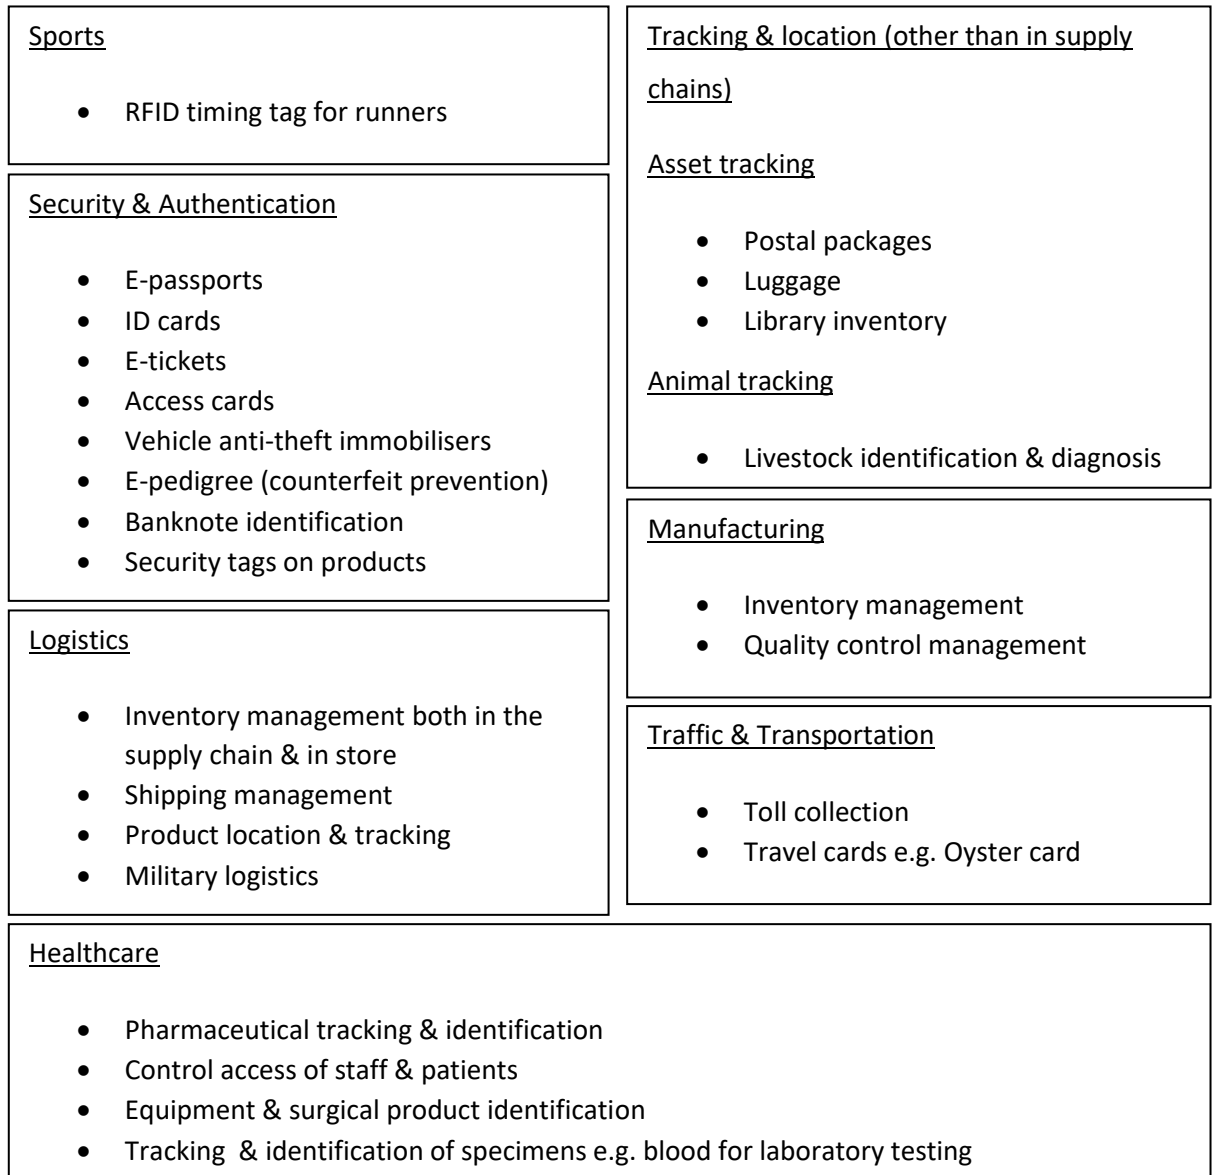 Sports
• RFID timing tag for runners
Security & Authentication
• E-passports
• ID cards
• E-tickets
• Access cards
• Vehicle anti-theft immobilisers
• E-pedigree (counterfeit prevention)
• Banknote identification
• Security tags on products
Logistics
• Inventory management both in the
supply chain & in store
• Shipping management
• Product location & tracking
• Military logistics
Tracking & location (other than in supply
chains)
Asset tracking
• Postal packages
• Luggage
• Library inventory
Animal tracking
• Livestock identification & diagnosis
Manufacturing
• Inventory management
• Quality control management
Traffic & Transportation
• Toll collection
• Travel cards e.g. Oyster card
Healthcare
• Pharmaceutical tracking & identification
• Control access of staff & patients
• Equipment & surgical product identification
• Tracking  & identification of specimens e.g. blood for laboratory testing